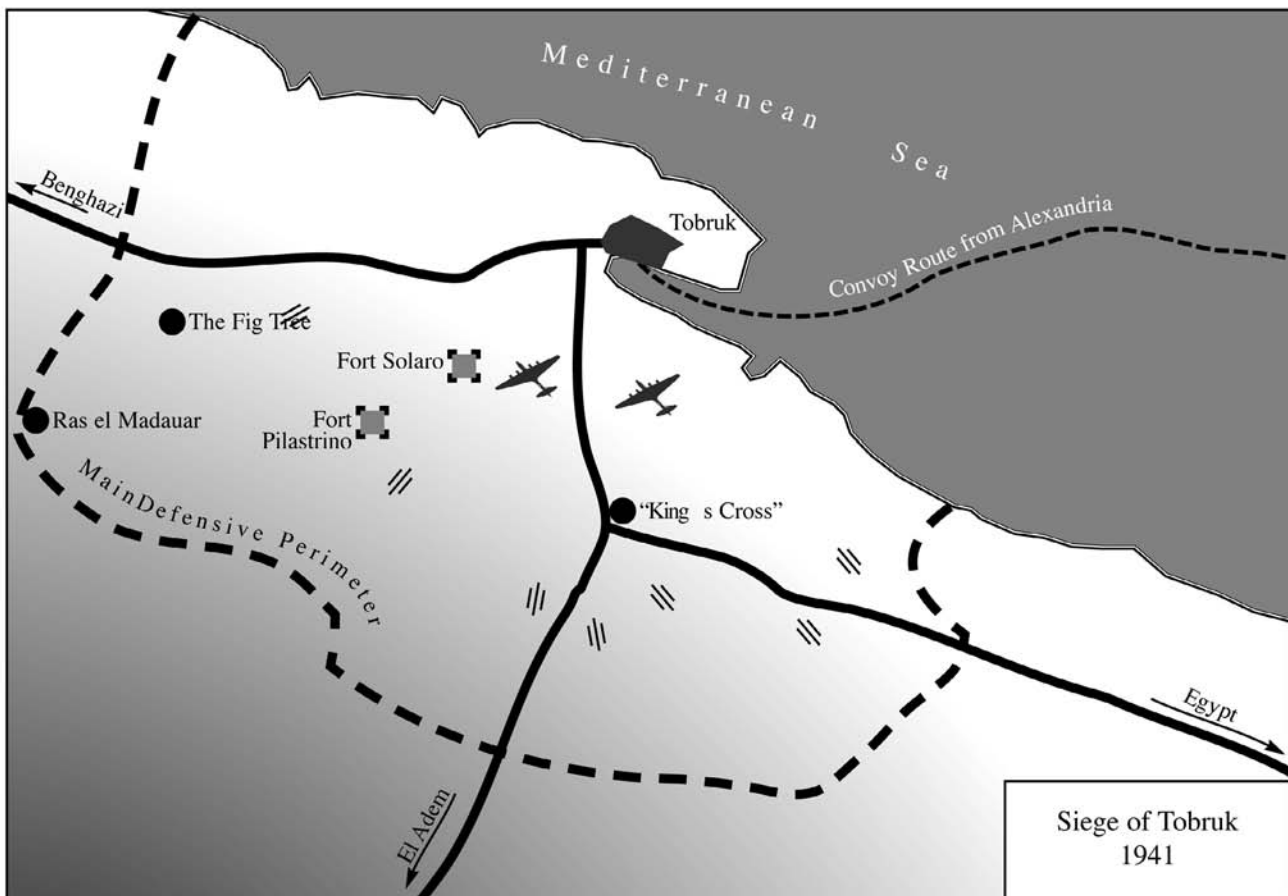 Mediterranean Sea
Benghazi
Tobruk
Convoy Route from Alexandria
The Fig Tree
Fort Solaro
Ras el Madauar
Fort
Pilastrino
MainDefensive Perimeter
“King s Cross”
Egypt
El Adem
Siege of Tobruk
1941